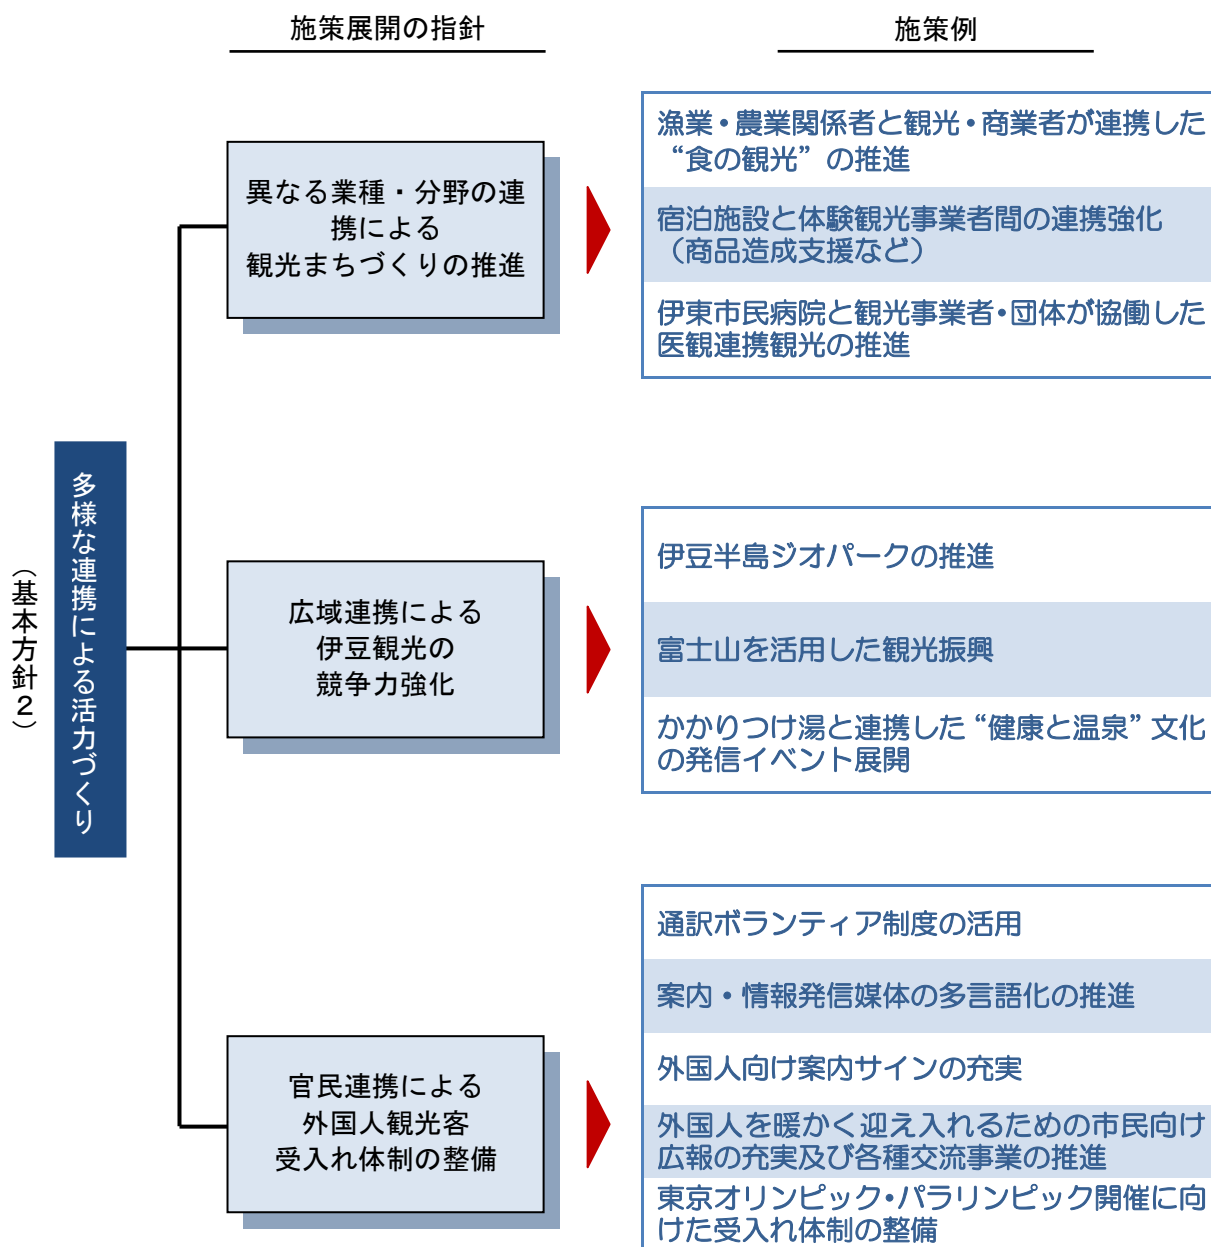 施策展開の指針
施策例
（基本方針２）
多様な連携による活力づくり
異なる業種・分野の連
携による
観光まちづくりの推進
漁業・農業関係者と観光・商業者が連携した
“食の観光”の推進
宿泊施設と体験観光事業者間の連携強化
（商品造成支援など）
伊東市民病院と観光事業者・団体が協働した
医観連携観光の推進
広域連携による
伊豆観光の
競争力強化
伊豆半島ジオパークの推進
富士山を活用した観光振興
かかりつけ湯と連携した“健康と温泉”文化
の発信イベント展開
官民連携による
外国人観光客
受入れ体制の整備
通訳ボランティア制度の活用
案内・情報発信媒体の多言語化の推進
外国人向け案内サインの充実
外国人を暖かく迎え入れるための市民向け
広報の充実及び各種交流事業の推進
東京オリンピック・パラリンピック開催に向
けた受入れ体制の整備